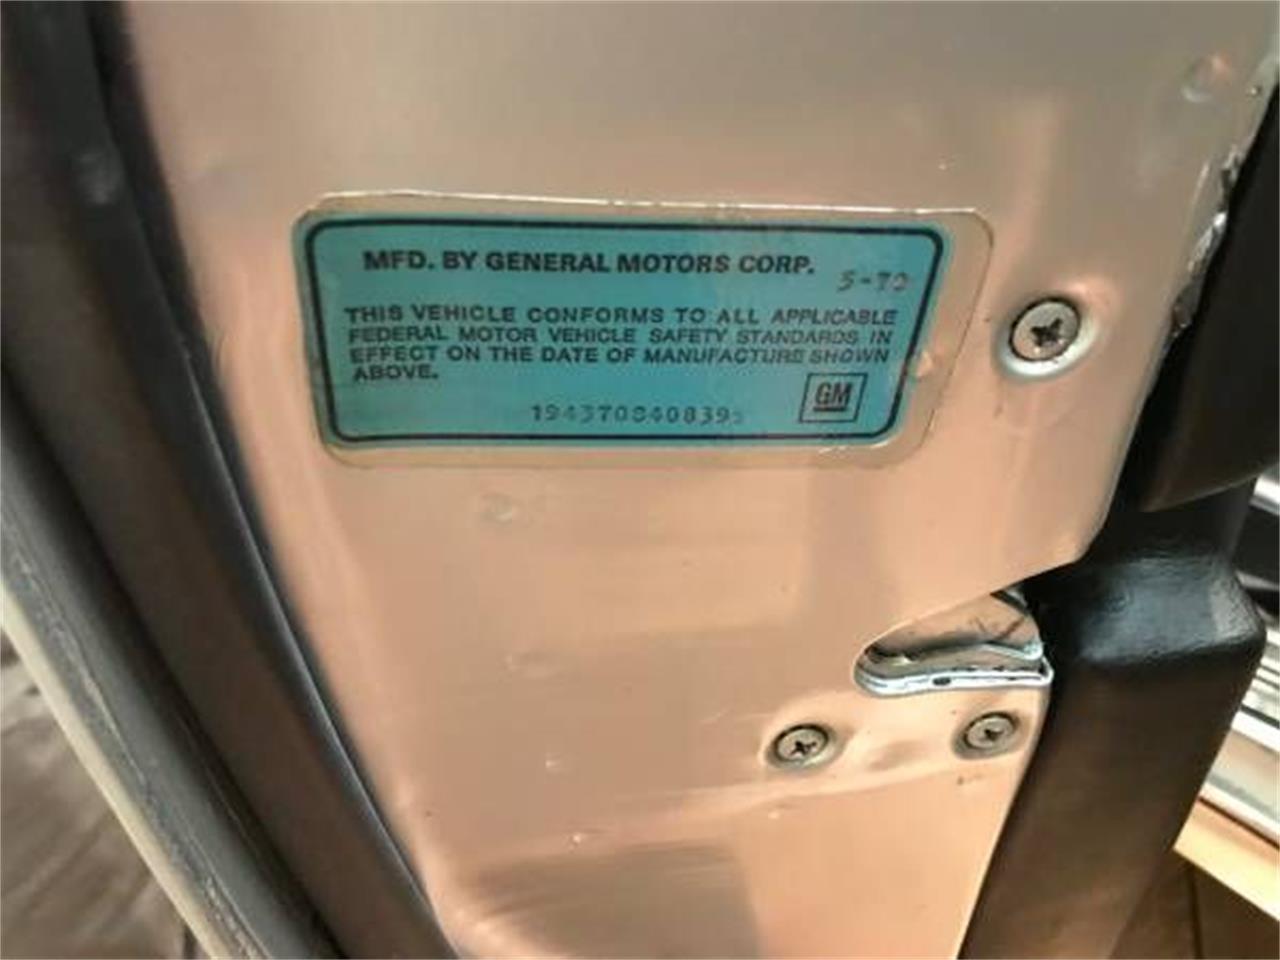 MFD. BY GENERAL MOTORS CORP.
5-70
THIS VEHICLE CONFORMS TO ALL APPLICABLE
FEDERAL MOTOR VEHICLE SAFETY STANDARDS IN
EFFECT ON THE DATE OF MANUFACTURE SHOWN
ABOVE.
GM